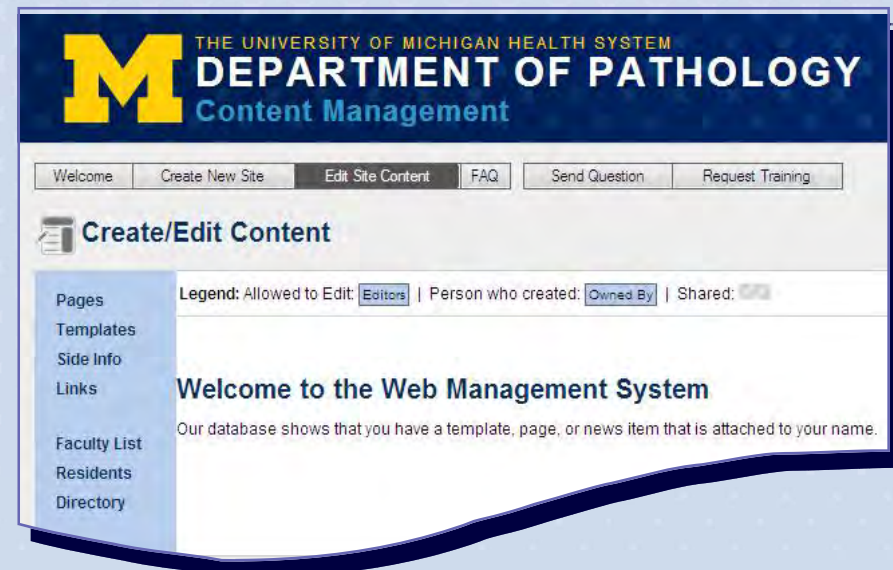 M
THE UNIVERSITY OF MICHIGAN HEALTH SYSTEM
DEPARTMENT OF PATHOLOGY
Content Management
Welcome Create New Site Edit Site Content FAQ Send Question Request Training
Create/Edit Content
Legend: Allowed to Edit: Editors | Person who created: Owned By | Shared:
Pages
Templates
Side Info
Links
Faculty List
Residents
Directory
Welcome to the Web Management System
Our database shows that you have a template, page, or news item that is attached to your name.